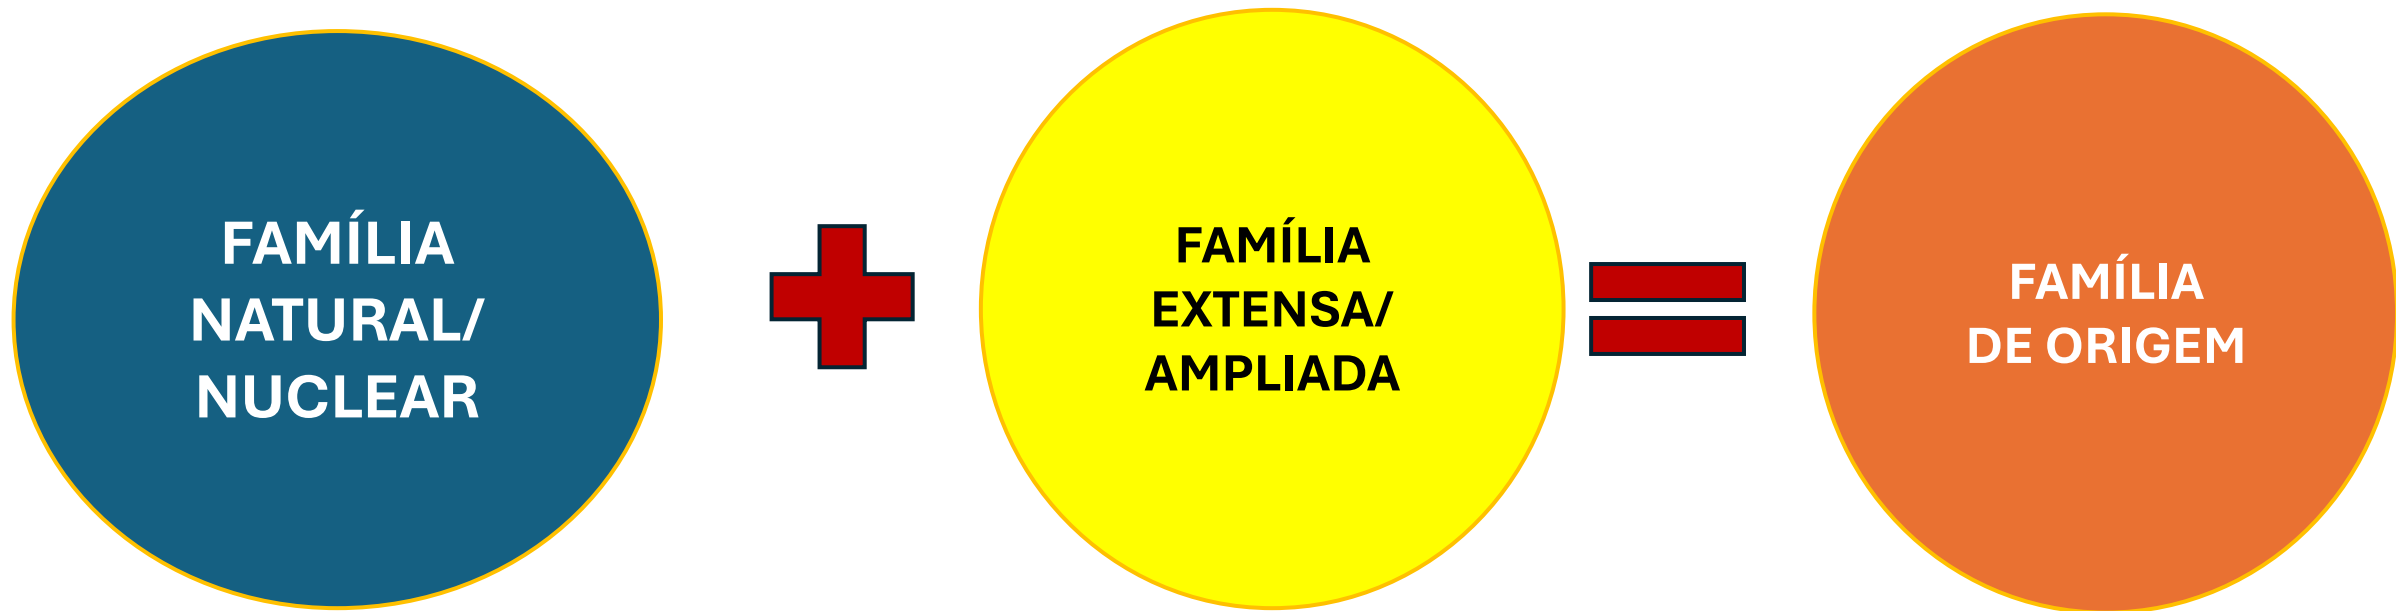 FAMÍLIA
NATURAL/
NUCLEAR
FAMÍLIA
EXTENSA/
AMPLIADA
FAMÍLIA
DE ORIGEM